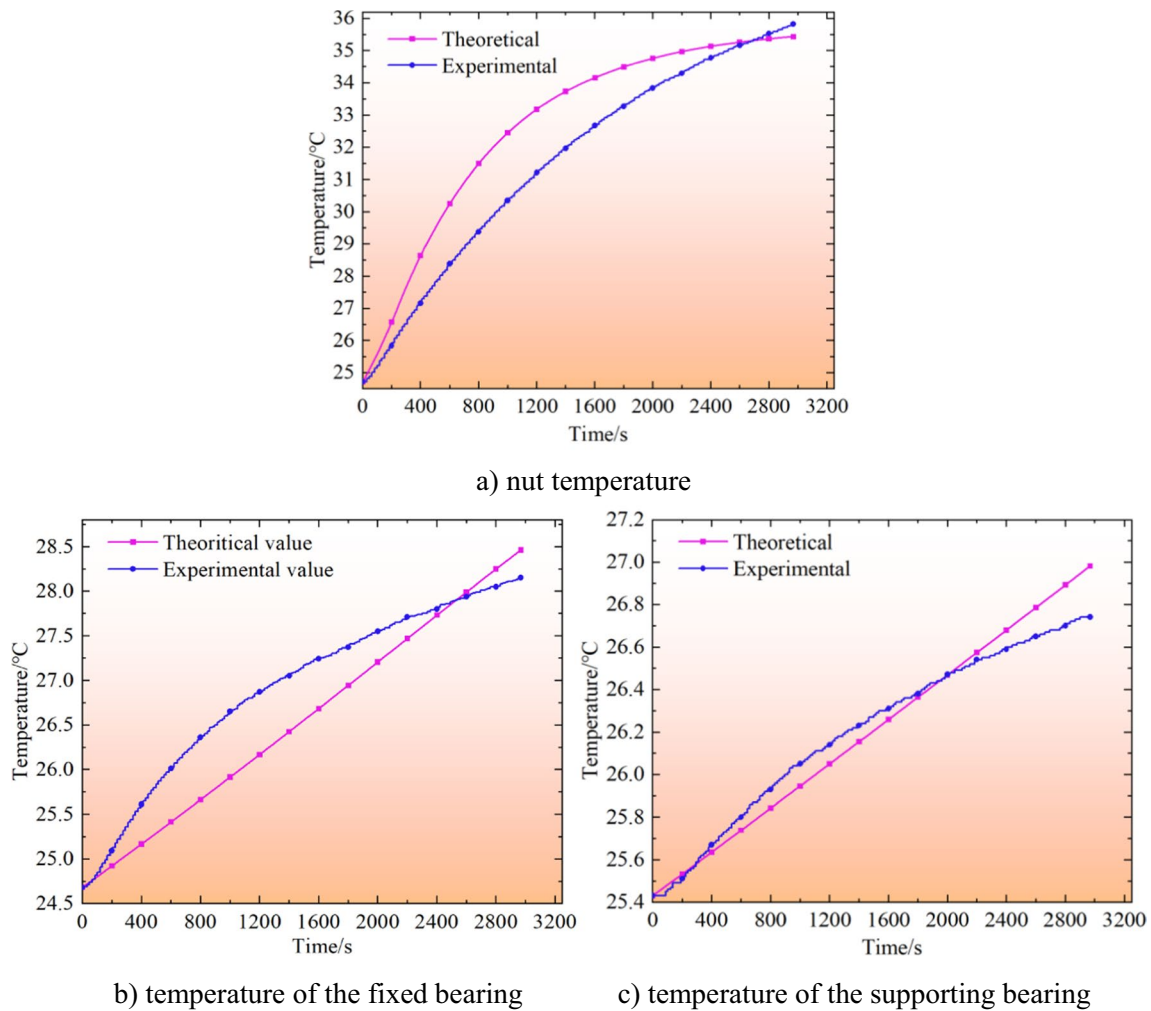 36
35
34
33
32
31
30
29
28
27
26
25
Temperature/°C
Theoretical
Experimental
0 400 800 1200 1600 2000 2400 2800 3200
Time/s
a) nut temperature
28.5
28.0
27.5
27.0
26.5
26.0
25.5
25.0
24.5
Temperature/°C
Theoritical value
Experimental value
0 400 800 1200 1600 2000 2400 2800 3200
Time/s
b) temperature of the fixed bearing
27.2
27.0
26.8
26.6
26.4
26.2
26.0
25.8
25.6
25.4
Temperature/°C
Theoretical
Experimental
0 400 800 1200 1600 2000 2400 2800 3200
Time/s
c) temperature of the supporting bearing